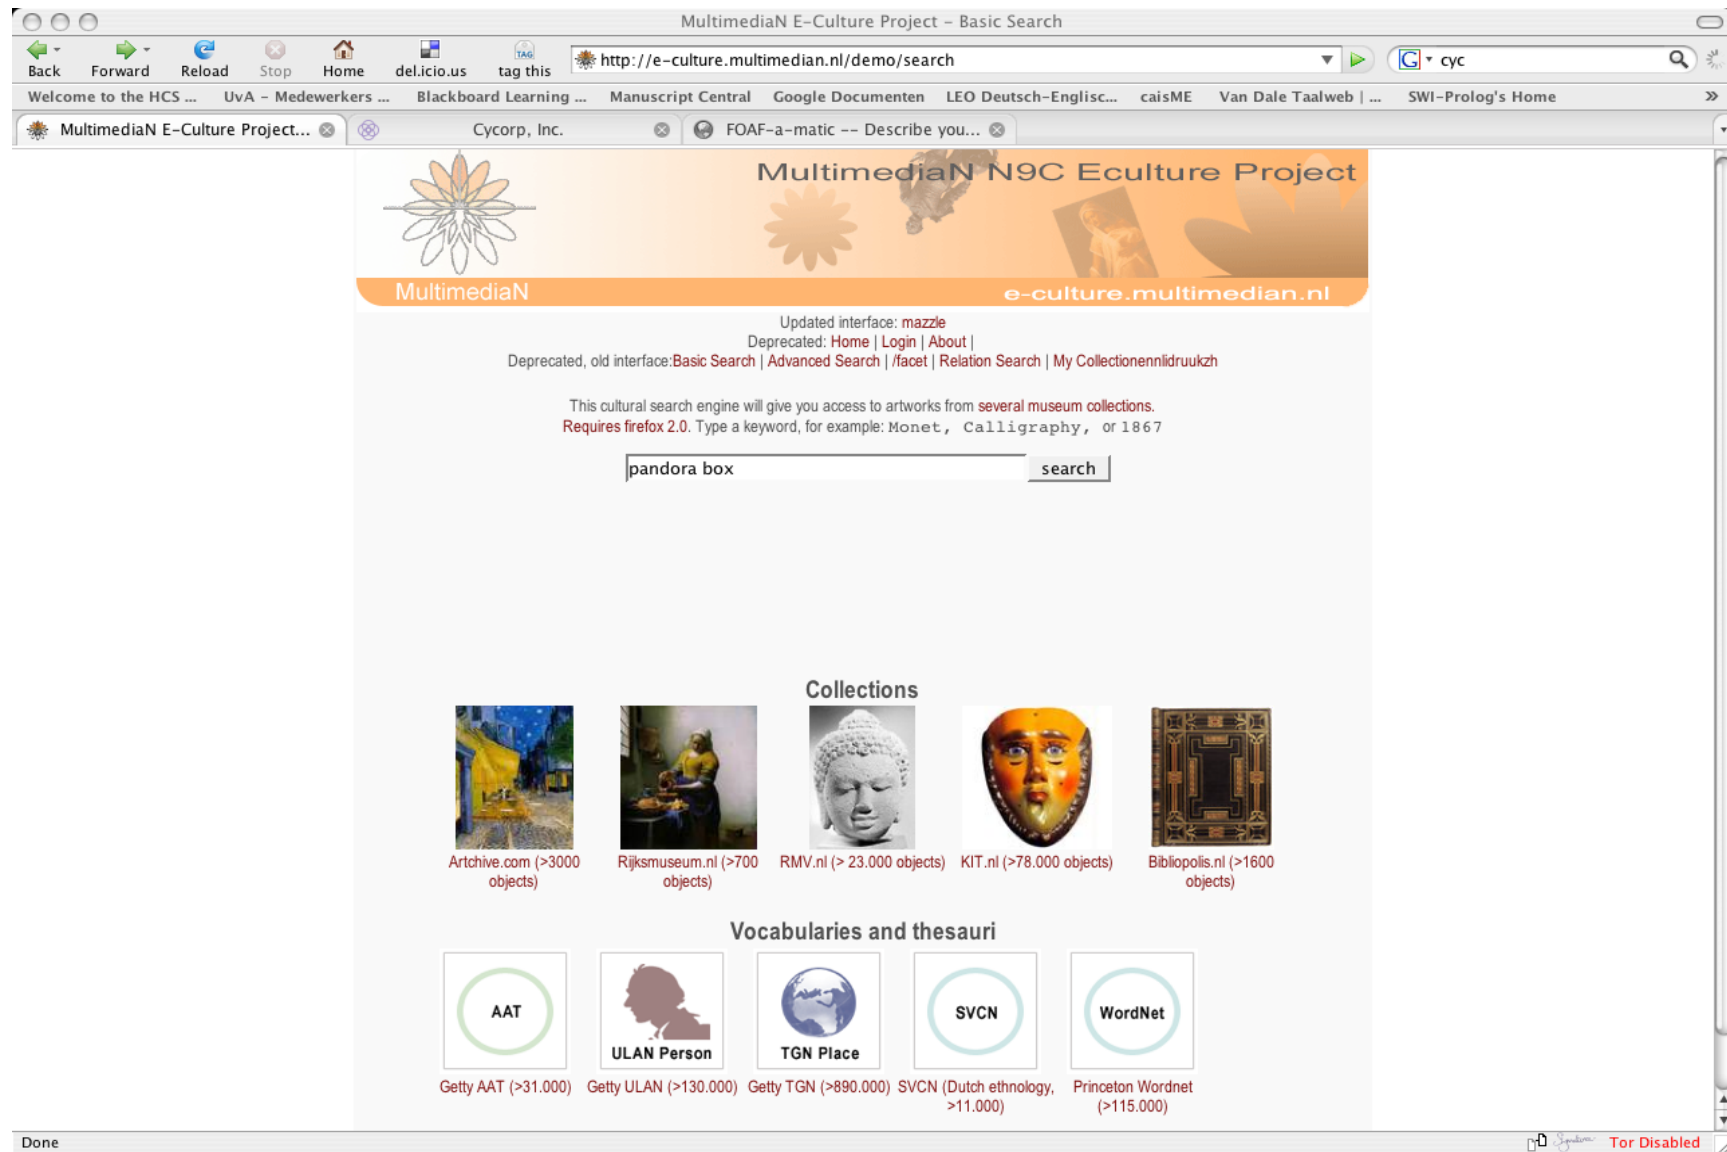 MultimediaN E-Culture Project – Basic Search
Back Forward Reload Stop Home del.icio.us tag this http://e-culture.multimedian.nl/demo/search G cyc
TAG
Welcome to the HCS ... UvA – Medewerkers ... Blackboard Learning ... Manuscript Central Google Documenten LEO Deutsch-Englisc... caisME Van Dale Taalweb | ... SWI-Prolog's Home »
MultimediaN E-Culture Project... Cycorp, Inc. FOAF-a-matic -- Describe you...
MultimediaN N9C Eculture Project
MultimediaN e-culture.multimedian.nl
Updated interface: mazzle
Deprecated: Home | Login | About |
Deprecated, old interface:Basic Search | Advanced Search | /facet | Relation Search | My Collectionennlidruukzh
This cultural search engine will give you access to artworks from several museum collections.
Requires firefox 2.0. Type a keyword, for example: Monet, Calligraphy, or 1867
pandora box search
Collections
Artchive.com (>3000 objects)
Rijksmuseum.nl (>700 objects)
RMV.nl (> 23.000 objects)
KIT.nl (>78.000 objects)
Bibliopolis.nl (>1600 objects)
Vocabularies and thesauri
AAT
ULAN Person
TGN Place
SVCN
WordNet
Getty AAT (>31.000)
Getty ULAN (>130.000)
Getty TGN (>890.000)
SVCN (Dutch ethnology, >11.000)
Princeton Wordnet (>115.000)
Done Tor Disabled